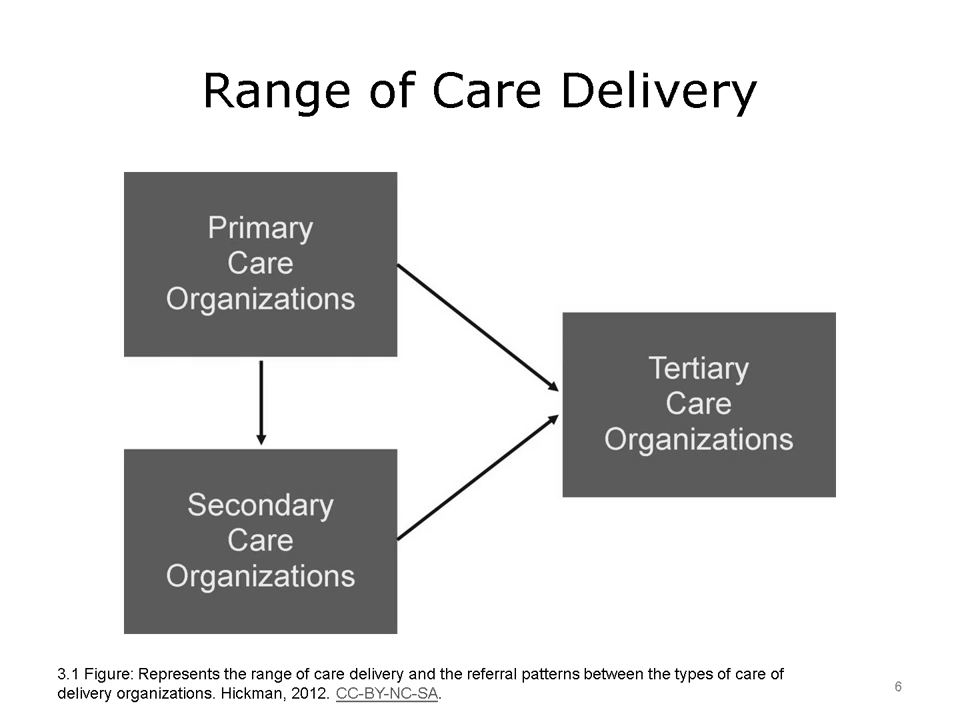 Range of Care Delivery
Primary
Care
Organizations
Tertiary
Care
Organizations
Secondary
Care
Organizations
3.1 Figure: Represents the range of care delivery and the referral patterns between the types of care of
delivery organizations. Hickman, 2012. CC-BY-NC-SA.
6